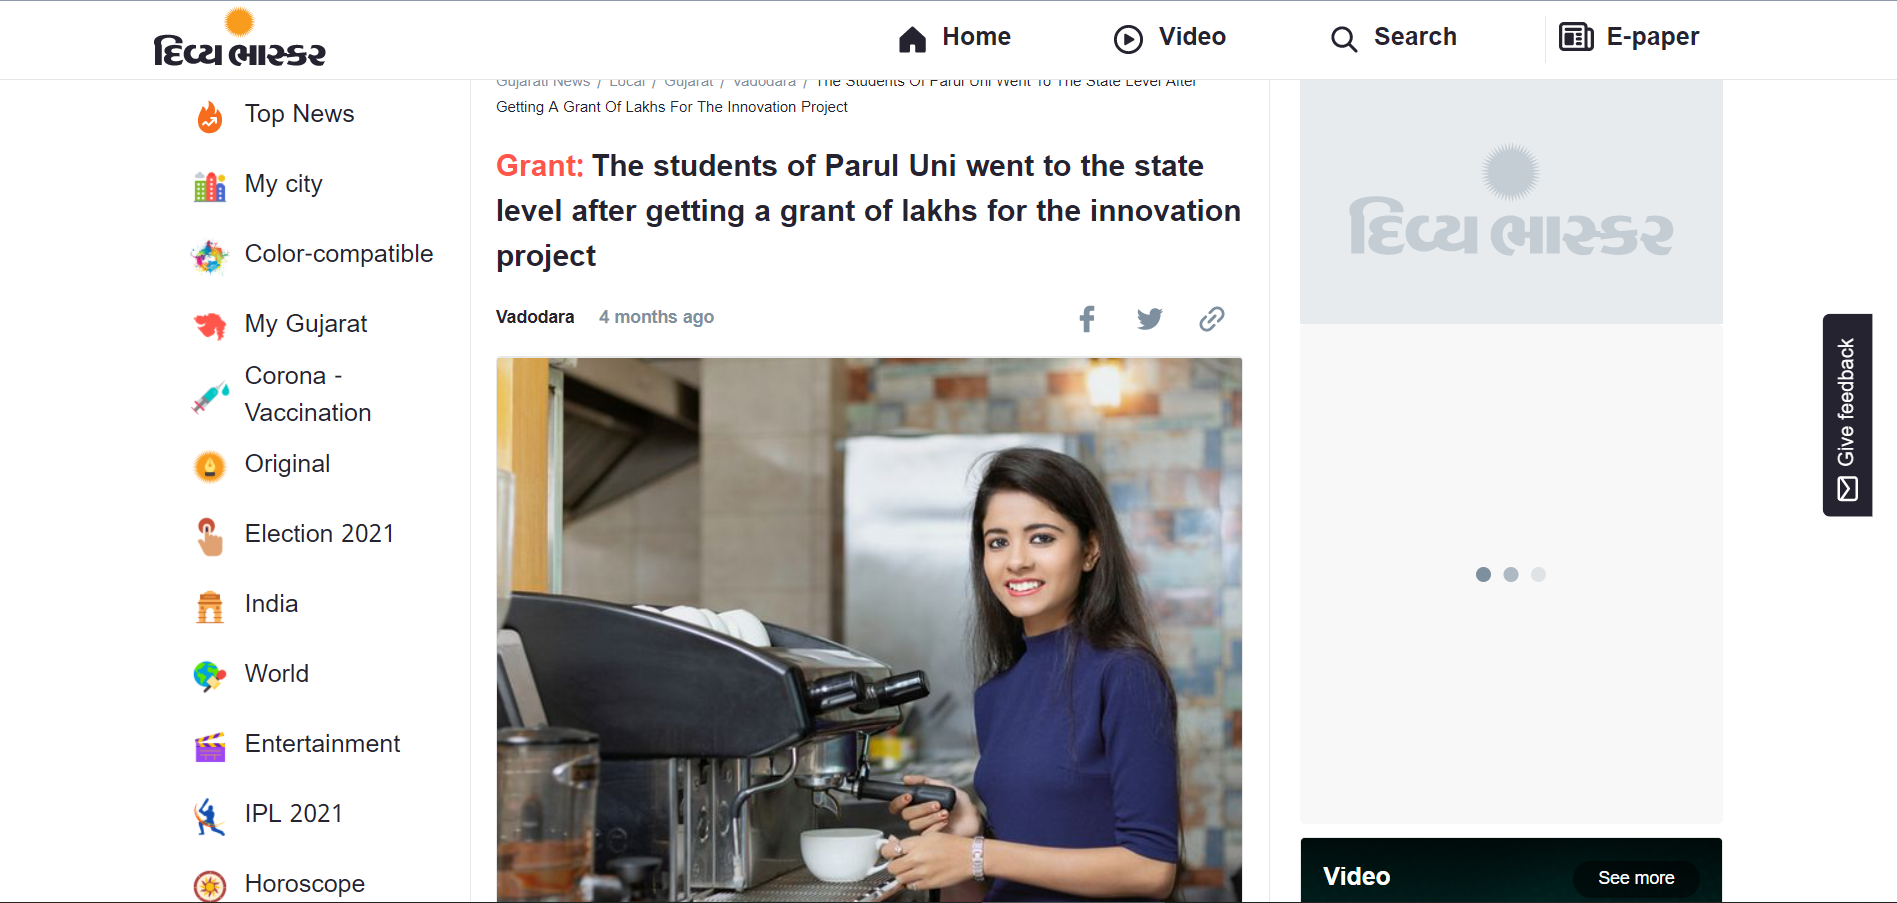 દિવ્ય ભાસ્કર
Home
Video
Search
E-paper
Gujarati News / Local / Gujarat / Vadodara / The Students Of Parul Uni Went To The State Level After
Getting A Grant Of Lakhs For The Innovation Project
Top News
My city
Color-compatible
My Gujarat
Corona -
Vaccination
Original
Election 2021
India
World
Entertainment
IPL 2021
Horoscope
Grant: The students of Parul Uni went to the state
level after getting a grant of lakhs for the innovation
project
Vadodara 4 months ago
દિવ્ય ભાસ્કર
Give feedback
Video
See more